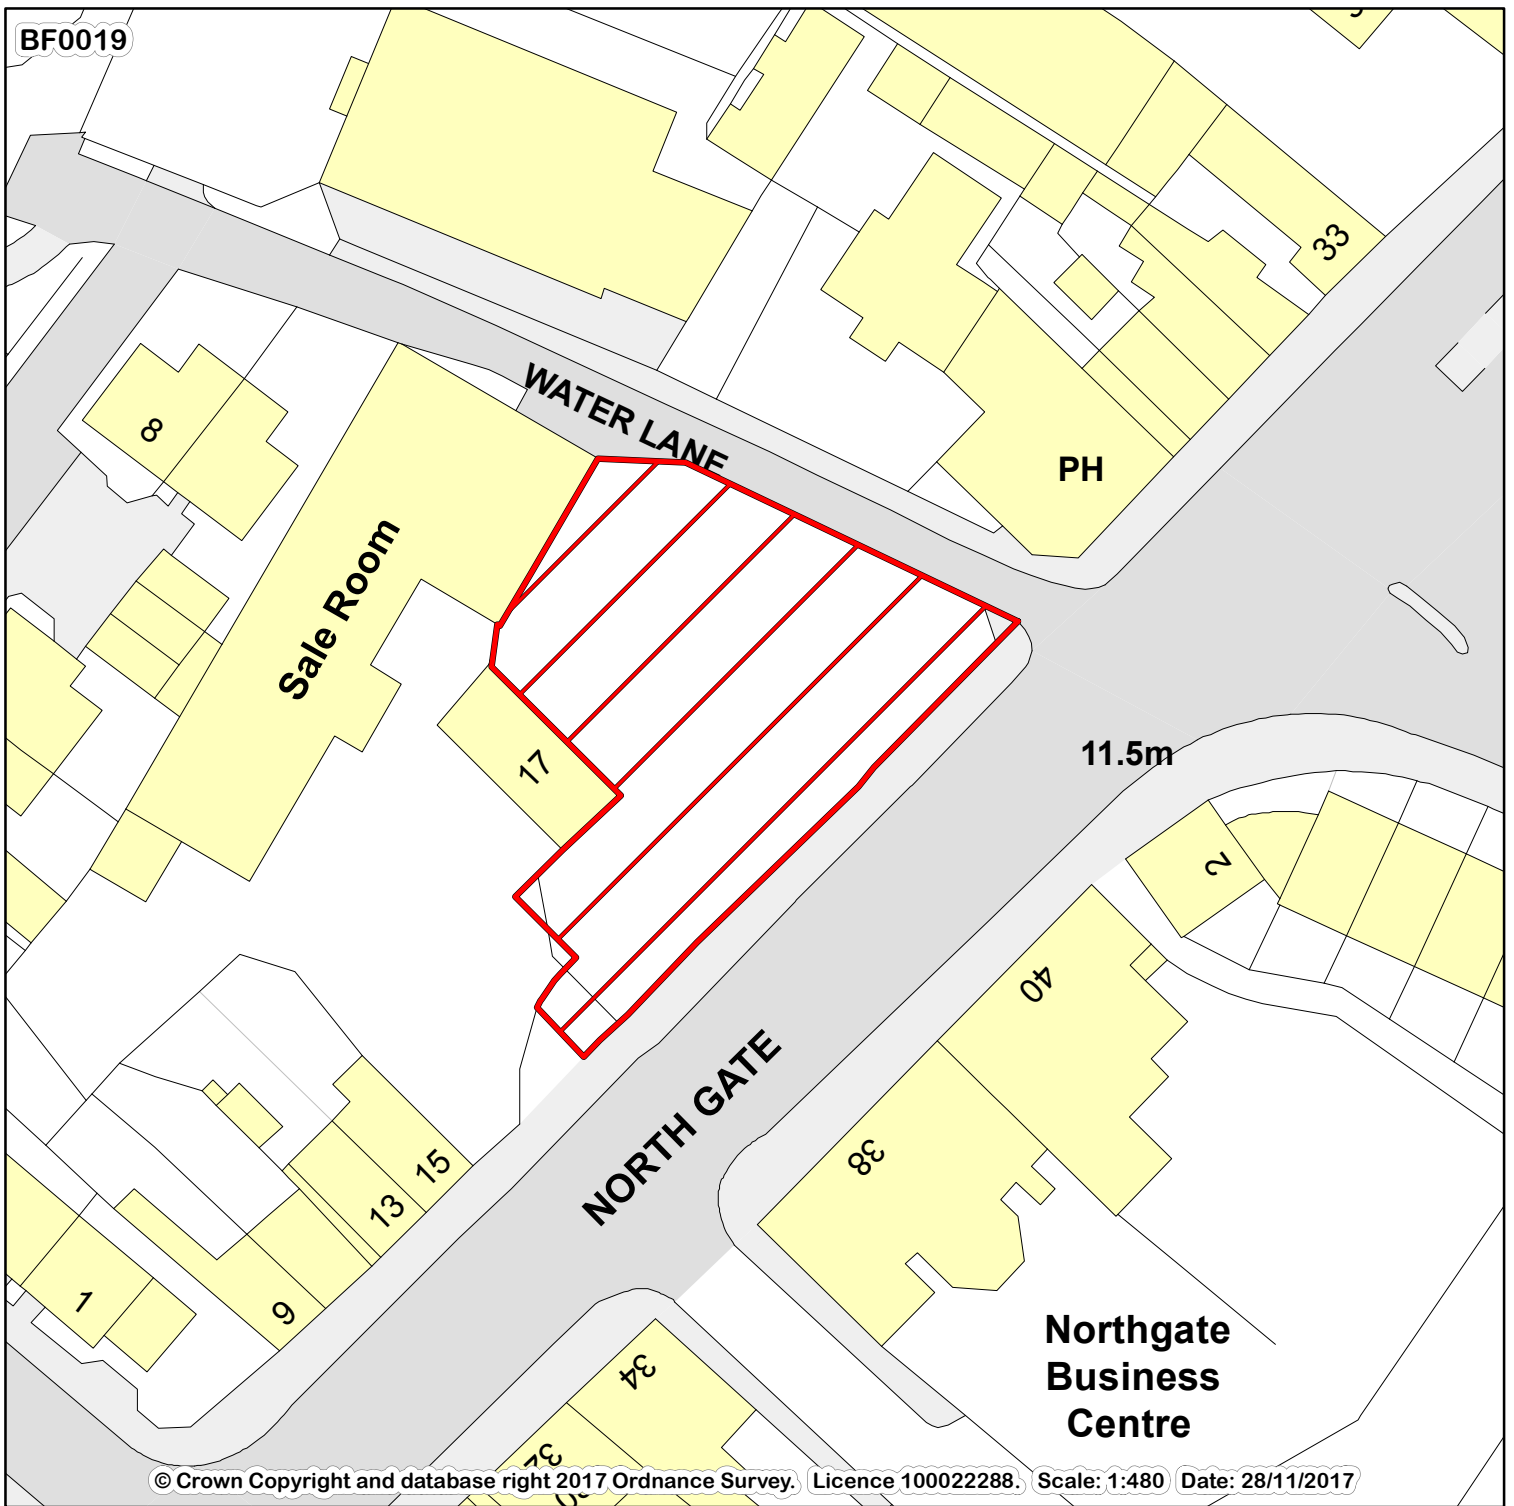 BF0019
33
WATER LANE
8
PH
Sale Room
17
11.5m
2
40
NORTH GATE
38
15
13
9
1
34
32
Northgate
Business
Centre
© Crown Copyright and database right 2017 Ordnance Survey. Licence 100022288. Scale: 1:480 Date: 28/11/2017